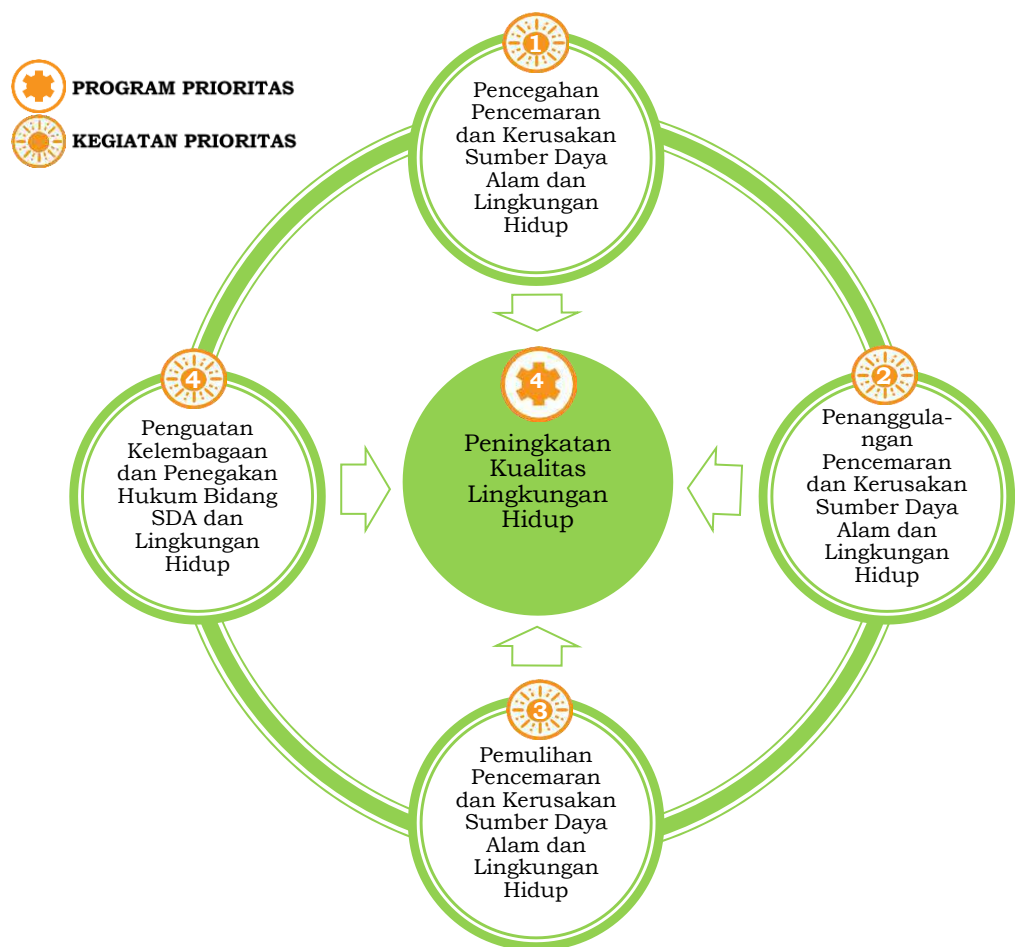 PROGRAM PRIORITAS
KEGIATAN PRIORITAS
1
Pencegahan
Pencemaran
dan Kerusakan
Sumber Daya
Alam dan
Lingkungan
Hidup
2
Penanggula-
ngan
Pencemaran
dan Kerusakan
Sumber Daya
Alam dan
Lingkungan
Hidup
3
Pemulihan
Pencemaran
dan Kerusakan
Sumber Daya
Alam dan
Lingkungan
Hidup
4
Penguatan
Kelembagaan
dan Penegakan
Hukum Bidang
SDA dan
Lingkungan
Hidup
4
Peningkatan
Kualitas
Lingkungan
Hidup